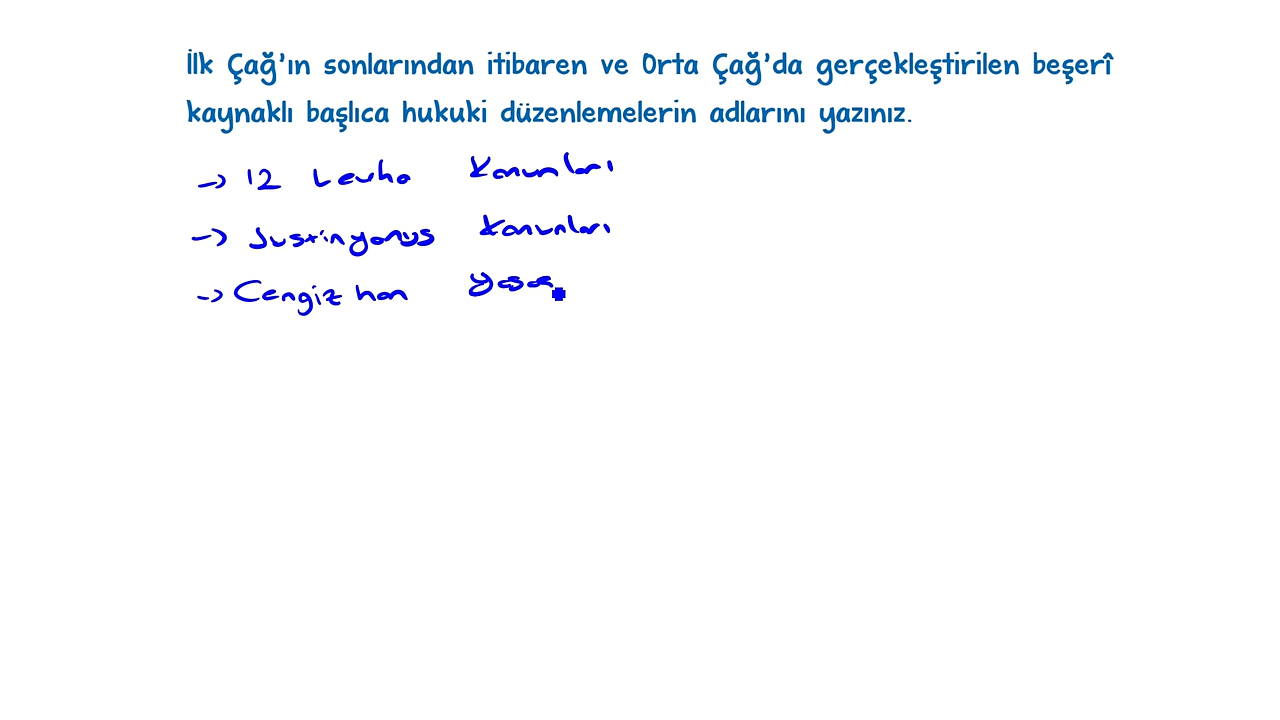 İlk Çağ'ın sonlarından itibaren ve Orta Çağ'da gerçekleştirilen beşerî
kaynaklı başlıca hukuki düzenlemelerin adlarını yazınız.
→ 12 Levha Kanunları
→ Justinyanus Kanunları
→ Cengiz han yasas